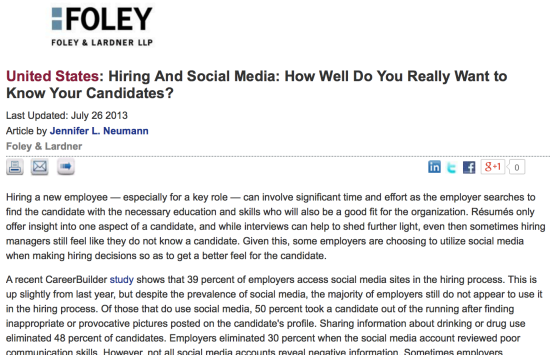 FOLEY
FOLEY & LARDNER LLP
United States: Hiring And Social Media: How Well Do You Really Want to
Know Your Candidates?
Last Updated: July 26 2013
Article by Jennifer L. Neumann
Foley & Lardner
in t f g+1 0
Hiring a new employee — especially for a key role — can involve significant time and effort as the employer searches to
find the candidate with the necessary education and skills who will also be a good fit for the organization. Résumés only
offer insight into one aspect of a candidate, and while interviews can help to shed further light, even then sometimes hiring
managers still feel like they do not know a candidate. Given this, some employers are choosing to utilize social media
when making hiring decisions so as to get a better feel for the candidate.
A recent CareerBuilder study shows that 39 percent of employers access social media sites in the hiring process. This is
up slightly from last year, but despite the prevalence of social media, the majority of employers still do not appear to use it
in the hiring process. Of those that do use social media, 50 percent took a candidate out of the running after finding
inappropriate or provocative pictures posted on the candidate's profile. Sharing information about drinking or drug use
eliminated 48 percent of candidates. Employers eliminated 30 percent when the social media account reviewed poor
communication skills. However, not all social media accounts reveal negative information. Sometimes employers